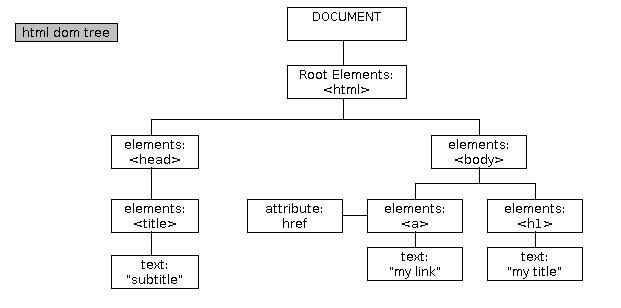 html dom tree
DOCUMENT
Root Elements:
<html>
elements:
<head>
elements:
<body>
elements:
<title>
attribute:
href
elements:
<a>
elements:
<h1>
text:
"subtitle"
text:
"my link"
text:
"my title"